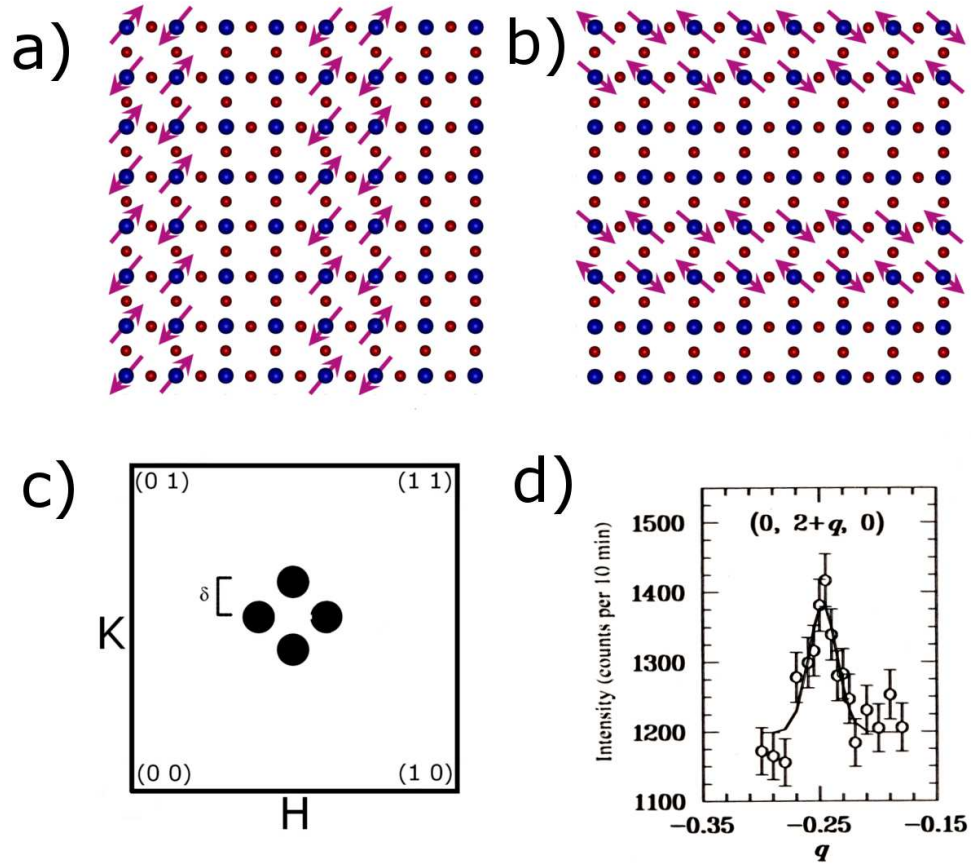 a)
b)
c)
(0 1)
(1 1)
δ
K
(0 0)
(1 0)
H
d)
(0, 2+q, 0)
Intensity (counts per 10 min)
1500
1400
1300
1200
1100
−0.35
−0.25
−0.15
q